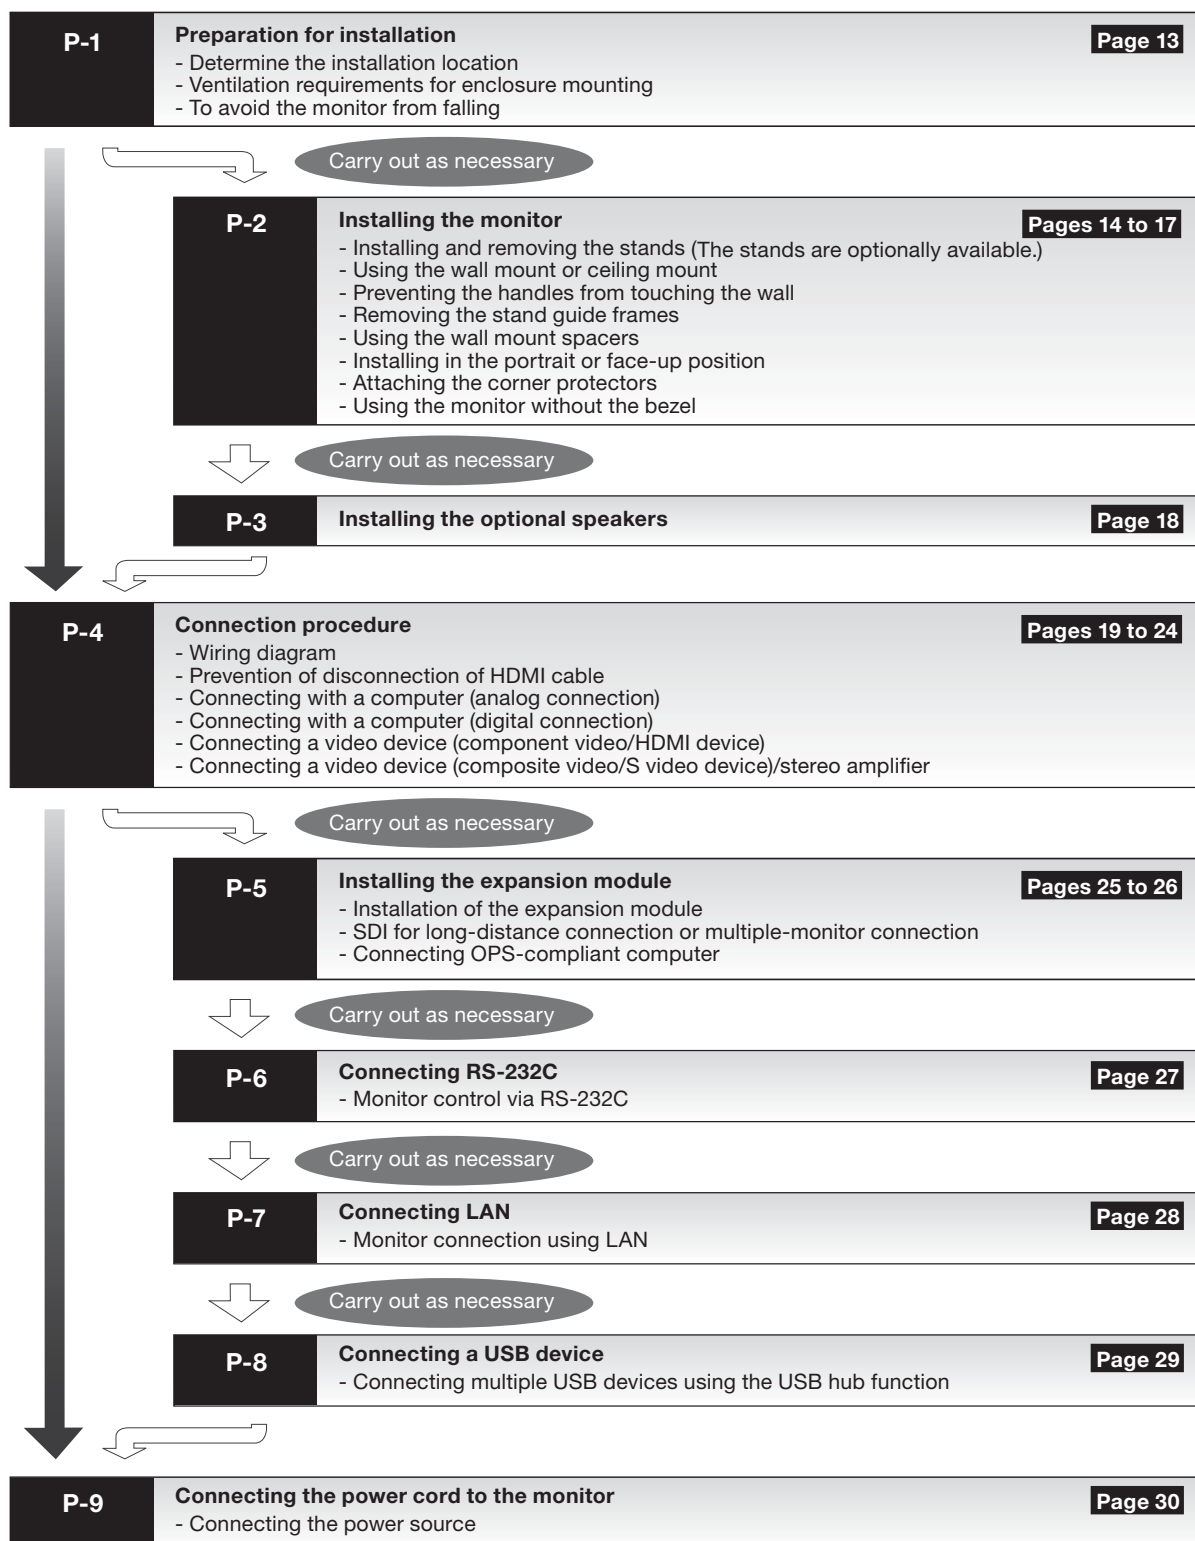 P-1
Preparation for installation
Page 13
- Determine the installation location
- Ventilation requirements for enclosure mounting
- To avoid the monitor from falling
Carry out as necessary
P-2
Installing the monitor
Pages 14 to 17
- Installing and removing the stands (The stands are optionally available.)
- Using the wall mount or ceiling mount
- Preventing the handles from touching the wall
- Removing the stand guide frames
- Using the wall mount spacers
- Installing in the portrait or face-up position
- Attaching the corner protectors
- Using the monitor without the bezel
Carry out as necessary
P-3
Installing the optional speakers
Page 18
P-4
Connection procedure
Pages 19 to 24
- Wiring diagram
- Prevention of disconnection of HDMI cable
- Connecting with a computer (analog connection)
- Connecting with a computer (digital connection)
- Connecting a video device (component video/HDMI device)
- Connecting a video device (composite video/S video device)/stereo amplifier
Carry out as necessary
P-5
Installing the expansion module
Pages 25 to 26
- Installation of the expansion module
- SDI for long-distance connection or multiple-monitor connection
- Connecting OPS-compliant computer
Carry out as necessary
P-6
Connecting RS-232C
Page 27
- Monitor control via RS-232C
Carry out as necessary
P-7
Connecting LAN
Page 28
- Monitor connection using LAN
Carry out as necessary
P-8
Connecting a USB device
Page 29
- Connecting multiple USB devices using the USB hub function
P-9
Connecting the power cord to the monitor
Page 30
- Connecting the power source